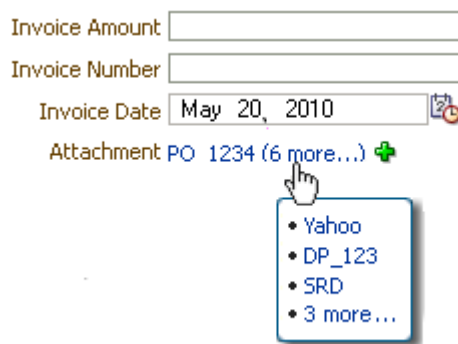 Invoice Amount
Invoice Number
Invoice Date May 20, 2010
Attachment PO 1234 (6 more...)
• Yahoo
• DP_123
• SRD
• 3 more...